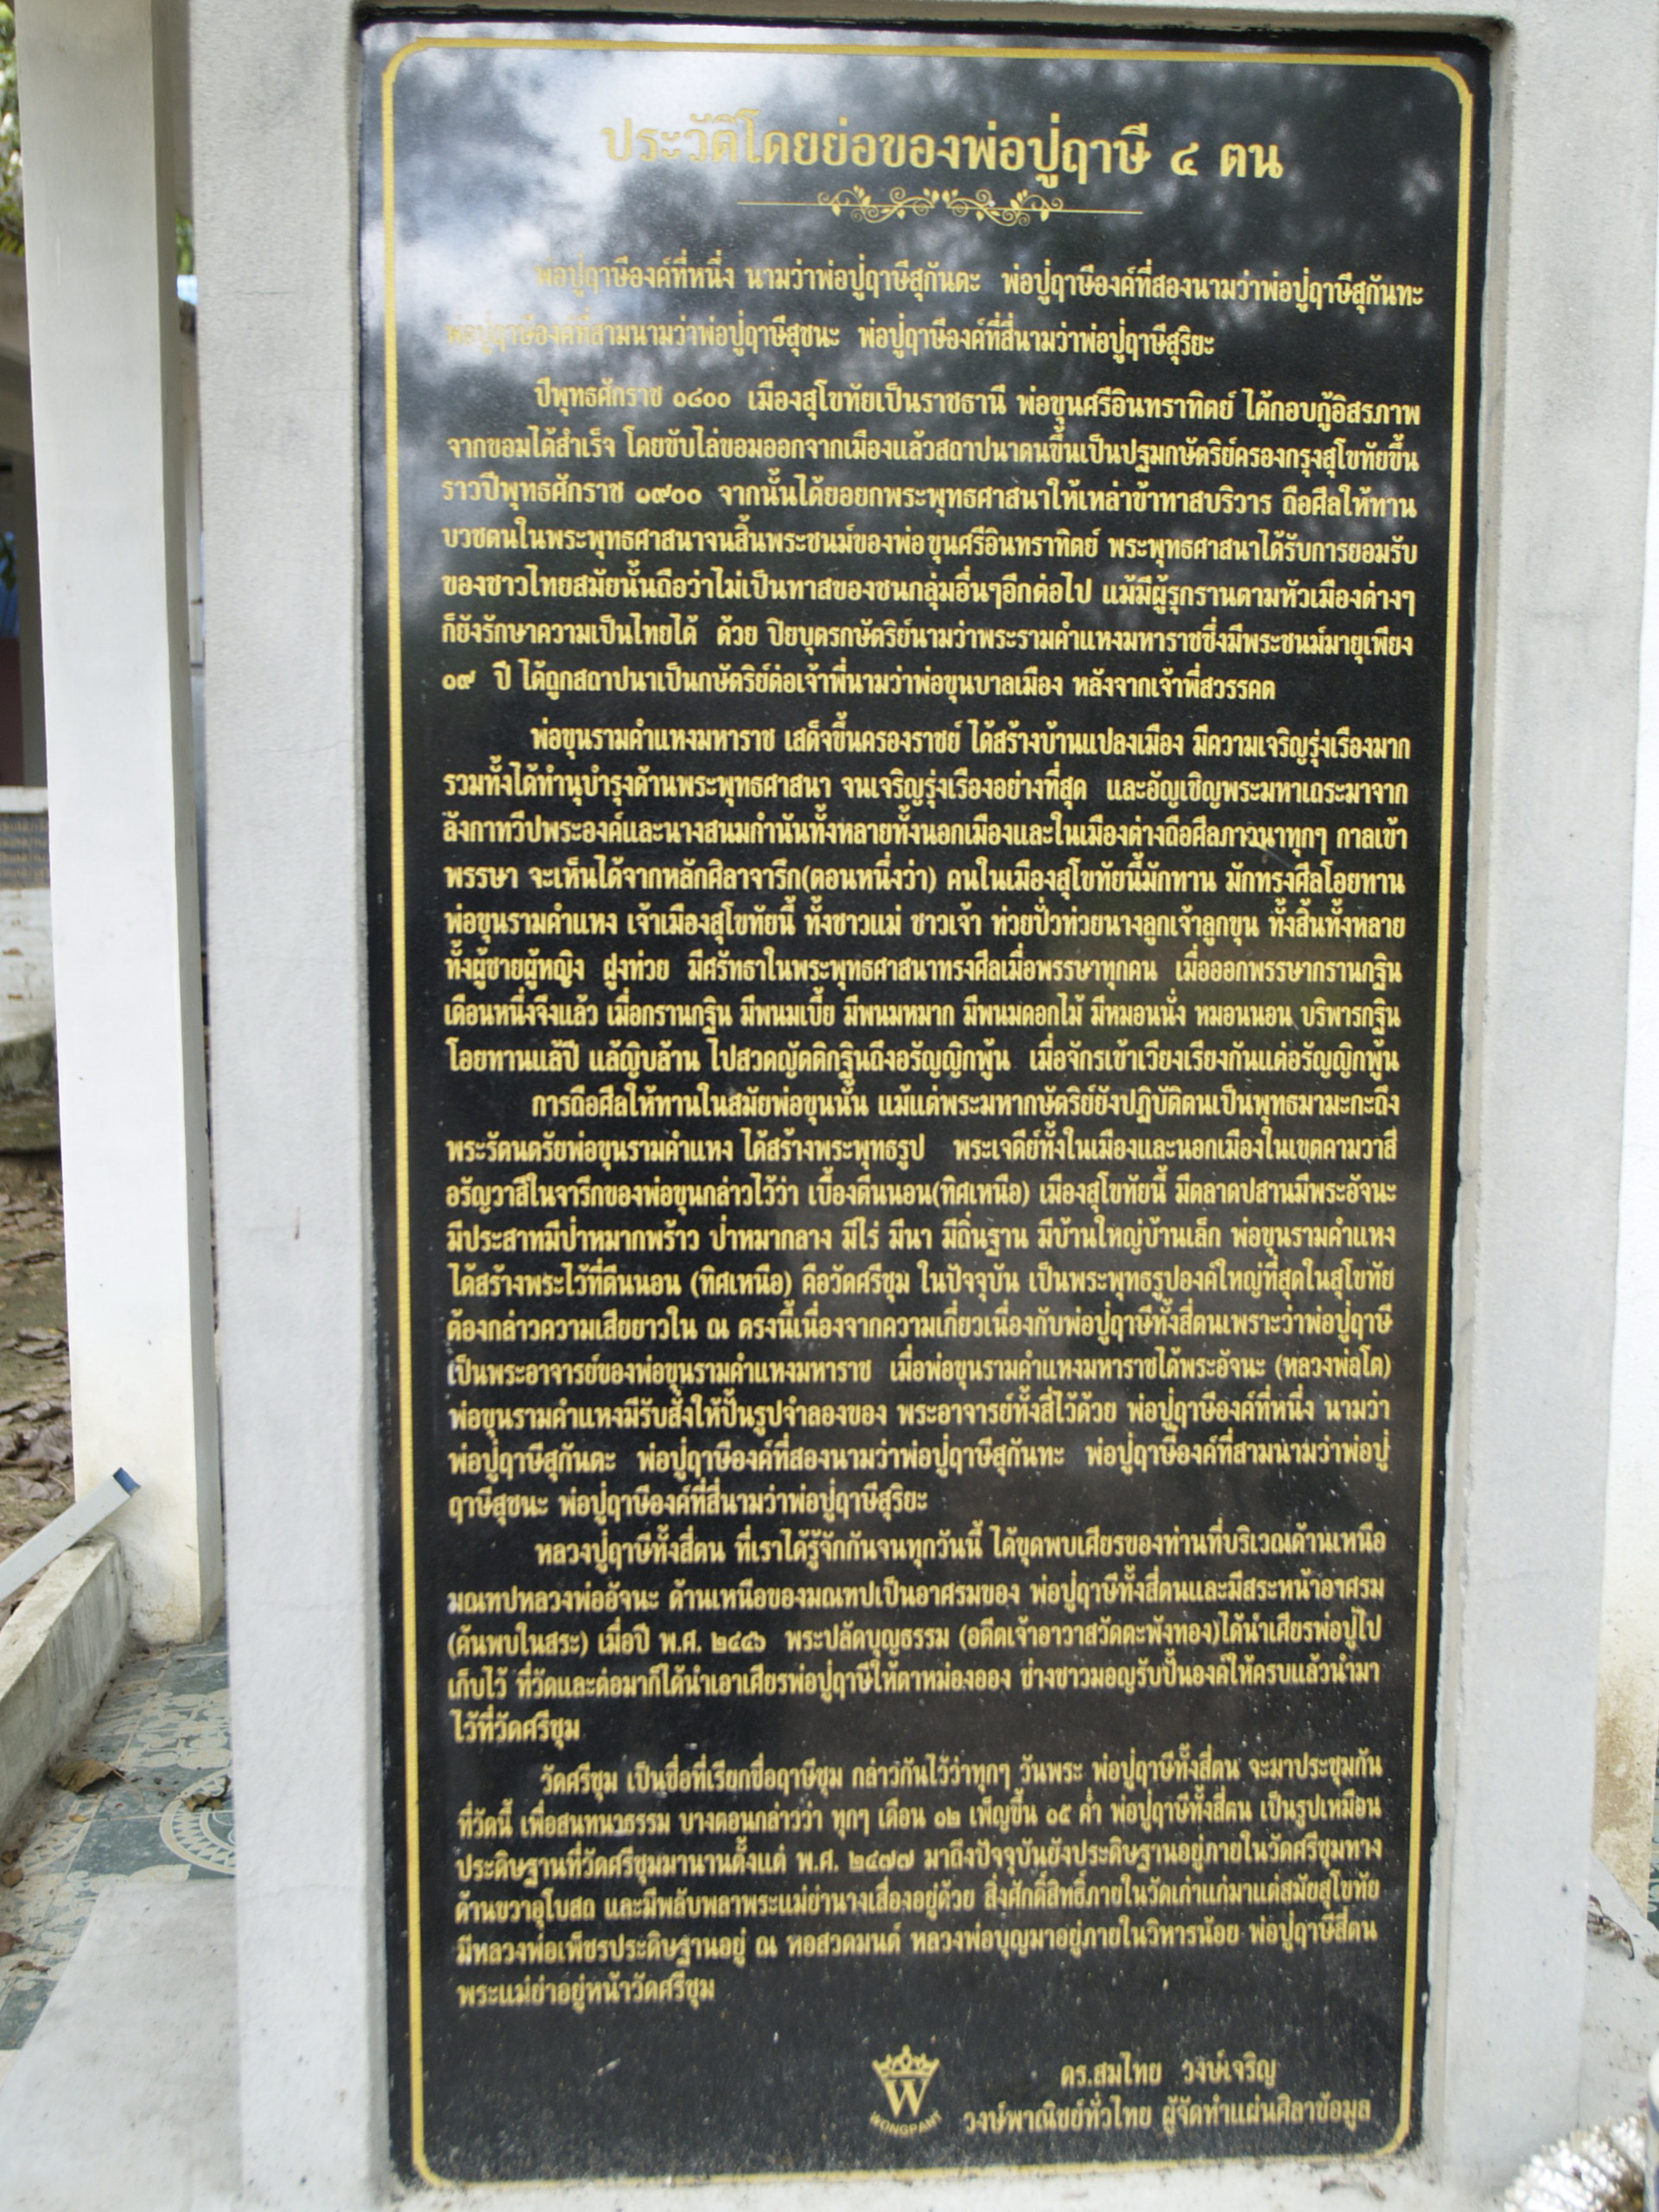 ประวัติโดยย่อของพ่อปู่ฤาษี ๔ ตน
พ่อปู่ฤาษีองค์ที่หนึ่ง นามว่าพ่อปู่ฤาษีสุกันตะ พ่อปู่ฤาษีองค์ที่สองนามว่าพ่อปู่ฤาษีสุกันทะ
พ่อปู่ฤาษีองค์ที่สามนามว่าพ่อปู่ฤาษีสุชนะ พ่อปู่ฤาษีองค์ที่สี่นามว่าพ่อปู่ฤาษีสุริยะ
ปีพุทธศักราช ๑๘๐๐ เมืองสุโขทัยเป็นราชธานี พ่อขุนศรีอินทราทิตย์ ได้กอบกู้อิสรภาพ
จากขอมได้สำเร็จ โดยขับไล่ขอมออกจากเมืองแล้วสถาปนาตนขึ้นเป็นปฐมกษัตริย์ครองกรุงสุโขทัยขึ้น
ราวปีพุทธศักราช ๑๙๐๐ จากนั้นได้ยอยกพระพุทธศาสนาให้เหล่าข้าทาสบริวาร ถือศีลให้ทาน
บวชตนในพระพุทธศาสนาจนสิ้นพระชนม์ของพ่อขุนศรีอินทราทิตย์ พระพุทธศาสนาได้รับการยอมรับ
ของชาวไทยสมัยนั้นถือว่าไม่เป็นทาสของชนกลุ่มอื่นๆอีกต่อไป แม้มีผู้รุกรานตามหัวเมืองต่างๆ
ก็ยังรักษาความเป็นไทยได้ ด้วย ปิยบุตรกษัตริย์นามว่าพระรามคำแหงมหาราชซึ่งมีพระชนม์มายุเพียง
๑๙ ปี ได้ถูกสถาปนาเป็นกษัตริย์ต่อเจ้าพี่นามว่าพ่อขุนบาลเมือง หลังจากเจ้าพี่สวรรคต
พ่อขุนรามคำแหงมหาราช เสด็จขึ้นครองราชย์ ได้สร้างบ้านแปลงเมือง มีความเจริญรุ่งเรืองมาก
รวมทั้งได้ทำนุบำรุงด้านพระพุทธศาสนา จนเจริญรุ่งเรืองอย่างที่สุด และอัญเชิญพระมหาเถระมาจาก
ลังกาทวีปพระองค์และนางสนมกำนันทั้งหลายทั้งนอกเมืองและในเมืองต่างถือศีลภาวนาทุกๆ กาลเข้า
พรรษา จะเห็นได้จากหลักศิลาจารึก(ตอนหนึ่งว่า) คนในเมืองสุโขทัยนี้มักทาน มักทรงศีลโอยทาน
พ่อขุนรามคำแหง เจ้าเมืองสุโขทัยนี้ ทั้งชาวแม่ ชาวเจ้า ท่วยปั่วท่วยนางลูกเจ้าลูกขุน ทั้งสิ้นทั้งหลาย
ทั้งผู้ชายผู้หญิง ฝูงท่วย มีศรัทธาในพระพุทธศาสนาทรงศีลเมื่อพรรษาทุกคน เมื่อออกพรรษากรานกฐิน
เดือนหนึ่งจึงแล้ว เมื่อกรานกฐิน มีพนมเบี้ย มีพนมหมาก มีพนมดอกไม้ มีหมอนนั่ง หมอนนอน บริพารกฐิน
โอยทานแล้ปี แล้ญิบล้าน ไปสวดญัตติกฐินถึงอรัญญิกพู้น เมื่อจักรเข้าเวียงเรียงกันแต่อรัญญิกพู้น
การถือศีลให้ทานในสมัยพ่อขุนนั้น แม้แต่พระมหากษัตริย์ยังปฏิบัติตนเป็นพุทธมามะกะถึง
พระรัตนตรัยพ่อขุนรามคำแหง ได้สร้างพระพุทธรูป พระเจดีย์ทั้งในเมืองและนอกเมืองในเขตคามวาสี
อรัญวาสีในจารึกของพ่อขุนกล่าวไว้ว่า เบื้องตีนนอน(ทิศเหนือ) เมืองสุโขทัยนี้ มีตลาดปสานมีพระอัจนะ
มีประสาทมีป่าหมากพร้าว ป่าหมากลาง มีไร่ มีนา มีถิ่นฐาน มีบ้านใหญ่บ้านเล็ก พ่อขุนรามคำแหง
ได้สร้างพระไว้ที่ตีนนอน (ทิศเหนือ) คือวัดศรีชุม ในปัจจุบัน เป็นพระพุทธรูปองค์ใหญ่ที่สุดในสุโขทัย
ต้องกล่าวความเสียยาวใน ณ ตรงนี้เนื่องจากความเกี่ยวเนื่องกับพ่อปู่ฤาษีทั้งสี่ตนเพราะว่าพ่อปู่ฤาษี
เป็นพระอาจารย์ของพ่อขุนรามคำแหงมหาราช เมื่อพ่อขุนรามคำแหงมหาราชได้พระอัจนะ (หลวงพ่อโต)
พ่อขุนรามคำแหงมีรับสั่งให้ปั้นรูปจำลองของ พระอาจารย์ทั้งสี่ไว้ด้วย พ่อปู่ฤาษีองค์ที่หนึ่ง นามว่า
พ่อปู่ฤาษีสุกันตะ พ่อปู่ฤาษีองค์ที่สองนามว่าพ่อปู่ฤาษีสุกันทะ พ่อปู่ฤาษีองค์ที่สามนามว่าพ่อปู่
ฤาษีสุชนะ พ่อปู่ฤาษีองค์ที่สี่นามว่าพ่อปู่ฤาษีสุริยะ
หลวงปู่ฤาษีทั้งสี่ตน ที่เราได้รู้จักกันจนทุกวันนี้ ได้ขุดพบเศียรของท่านที่บริเวณด้านเหนือ
มณฑปหลวงพ่ออัจนะ ด้านเหนือของมณฑปเป็นอาศรมของ พ่อปู่ฤาษีทั้งสี่ตนและมีสระหน้าอาศรม
(ค้นพบในสระ) เมื่อปี พ.ศ. ๒๔๔๖ พระปลัดบุญธรรม (อดีตเจ้าอาวาสวัดตะพังทอง)ได้นำเศียรพ่อปู่ไป
เก็บไว้ ที่วัดและต่อมาก็ได้นำเอาเศียรพ่อปู่ฤาษีให้ตาหม่องออง ช่างชาวมอญรับปั้นองค์ให้ครบแล้วนำมา
ไว้ที่วัดศรีชุม
วัดศรีชุม เป็นชื่อที่เรียกชื่อฤาษีชุม กล่าวกันไว้ว่าทุกๆ วันพระ พ่อปู่ฤาษีทั้งสี่ตน จะมาประชุมกัน
ที่วัดนี้ เพื่อสนทนาธรรม บางตอนกล่าวว่า ทุกๆ เดือน ๑๒ เพ็ญขึ้น ๑๕ ค่ำ พ่อปู่ฤาษีทั้งสี่ตน เป็นรูปเหมือน
ประดิษฐานที่วัดศรีชุมมานานตั้งแต่ พ.ศ. ๒๔๗๗ มาถึงปัจจุบันยังประดิษฐานอยู่ภายในวัดศรีชุมทาง
ด้านขวาอุโบสถ และมีพลับพลาพระแม่ย่านางเสื่องอยู่ด้วย สิ่งศักดิ์สิทธิ์ภายในวัดเก่าแก่มาแต่สมัยสุโขทัย
มีหลวงพ่อเพ็ชรประดิษฐานอยู่ ณ หอสวดมนต์ หลวงพ่อบุญมาอยู่ภายในวิหารน้อย พ่อปู่ฤาษีสี่ตน
พระแม่ย่าอยู่หน้าวัดศรีชุม
W
WONGPANIT
ดร.สมไทย วงษ์เจริญ
วงษ์พาณิชย์ทั่วไทย ผู้จัดทำแผ่นศิลาข้อมูล